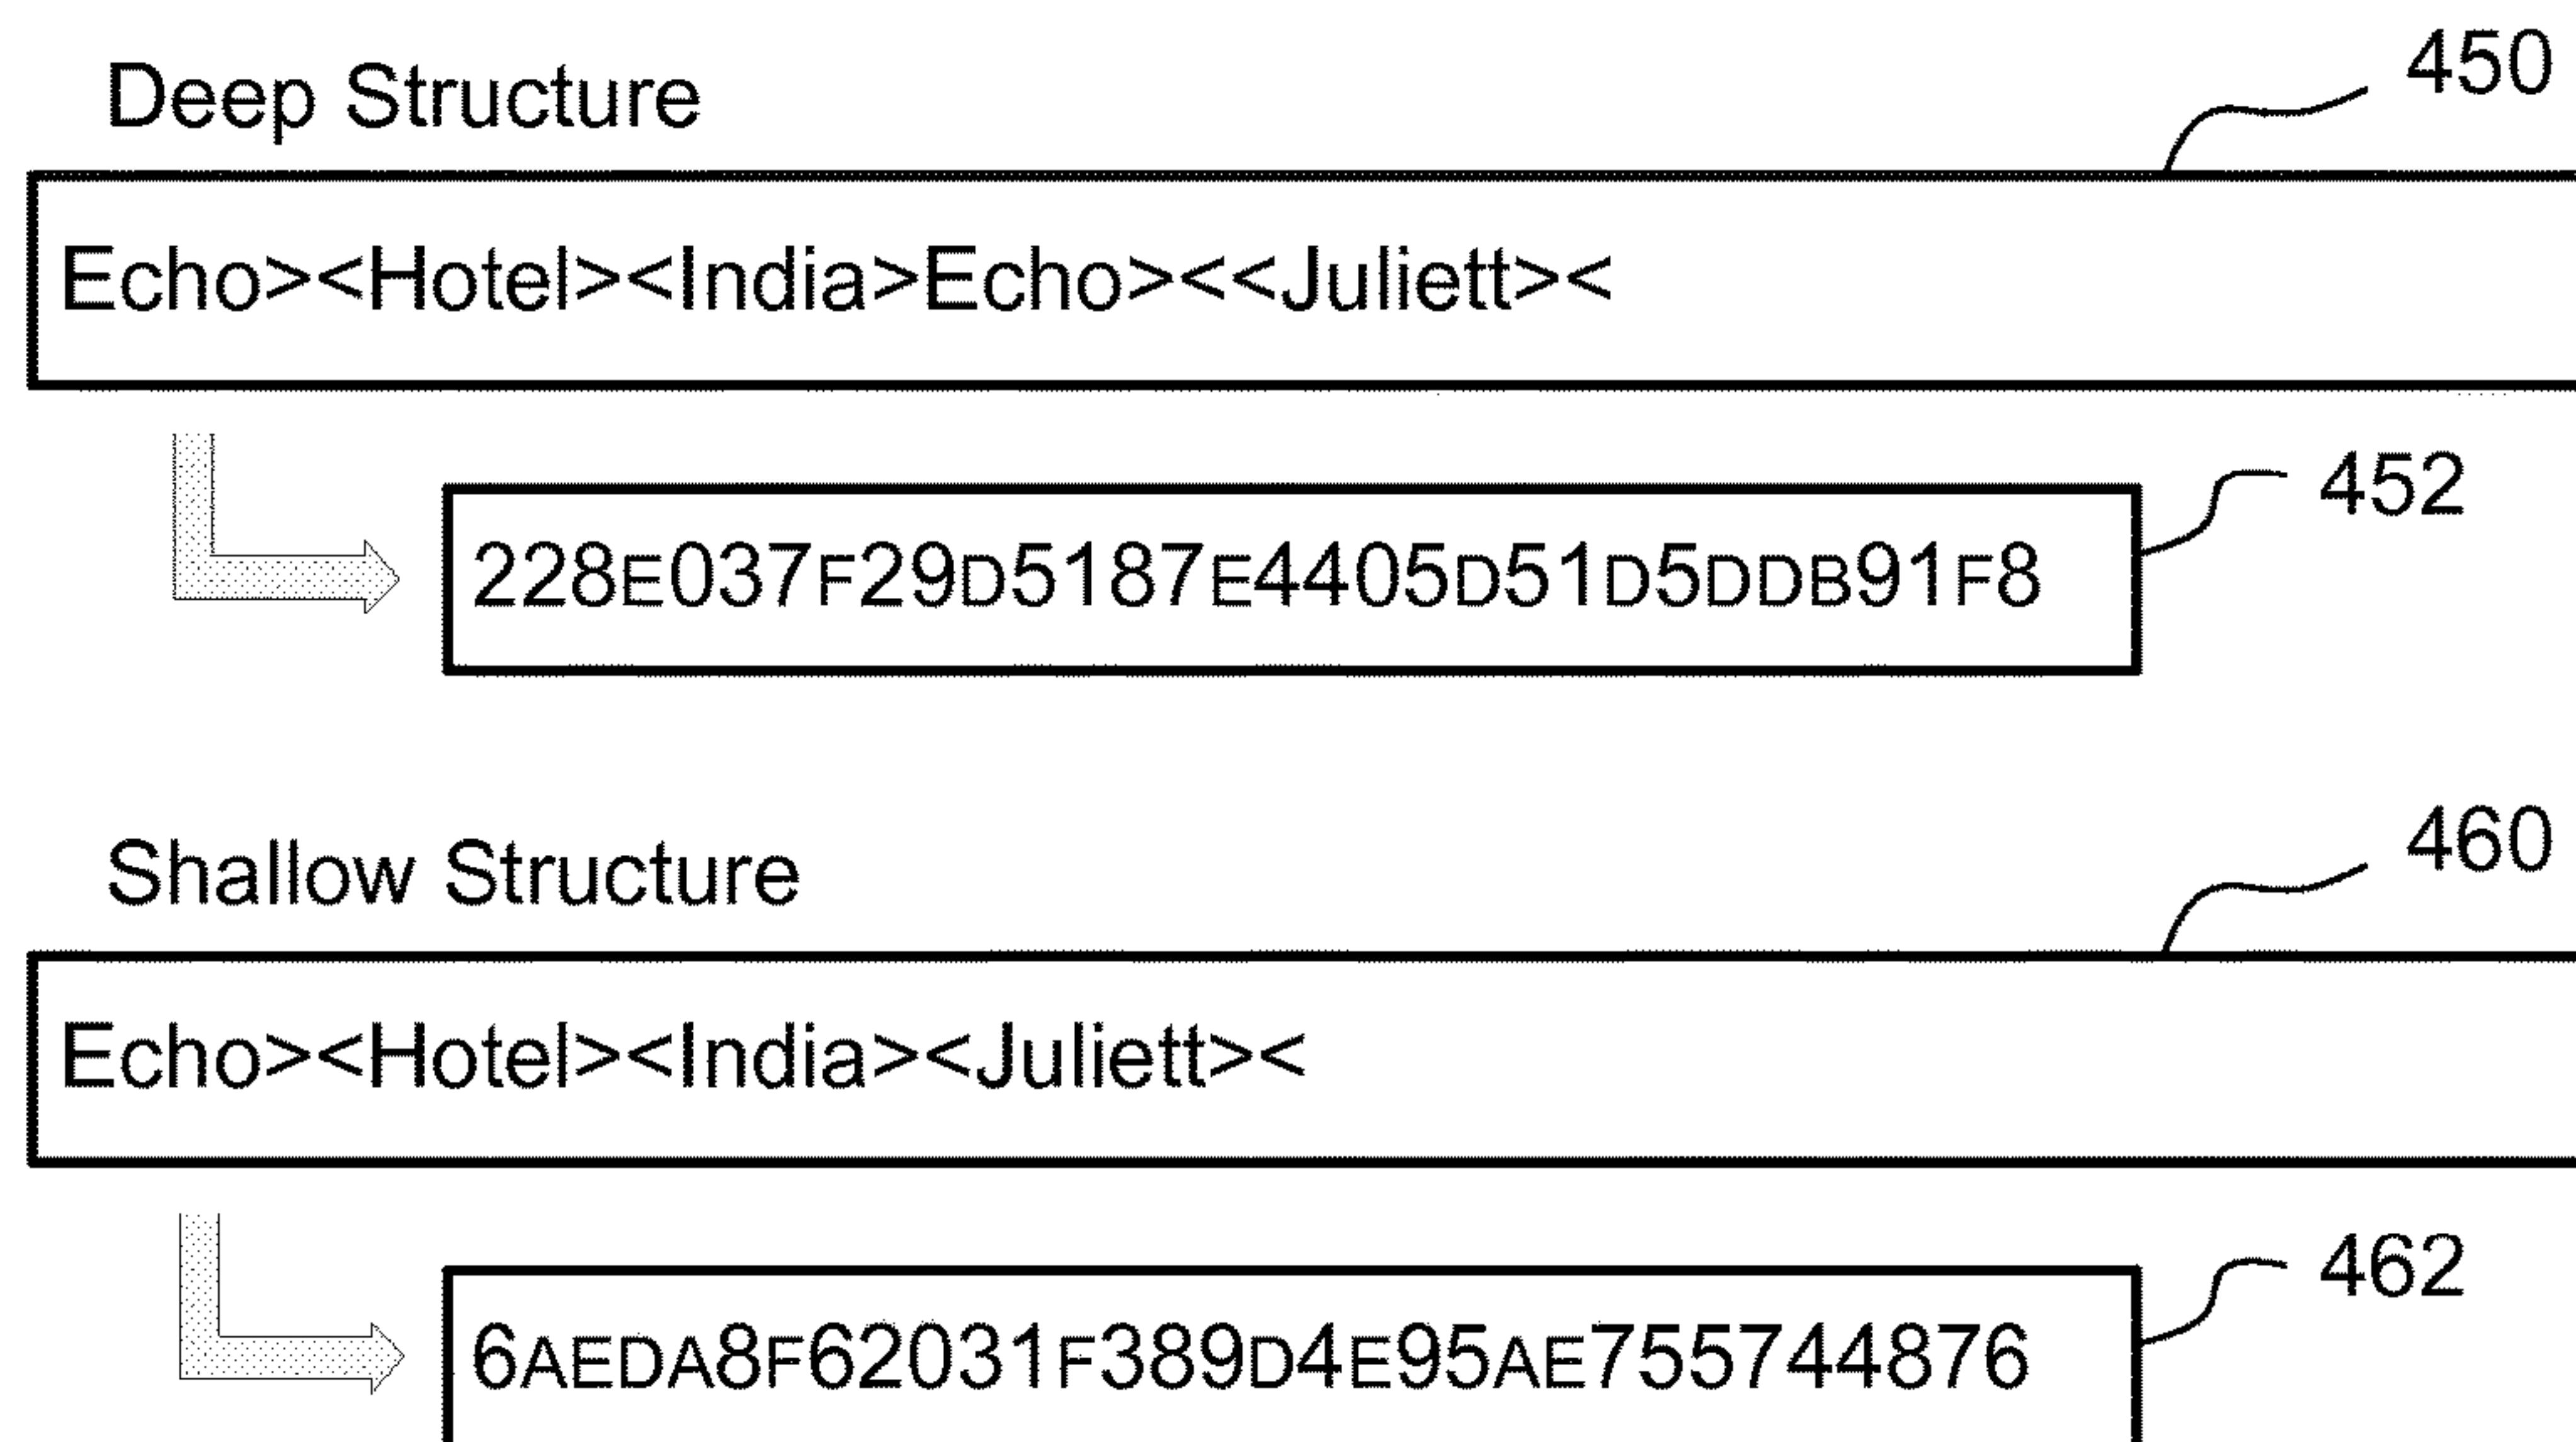 450
Deep Structure
Echo><Hotel><India>Echo><<Juliett><
452
228E037F29D5187E4405D51D5DDB91F8
460
Shallow Structure
Echo><Hotel><India><Juliett><
462
6AEDA8F62031F389D4E95AE755744876